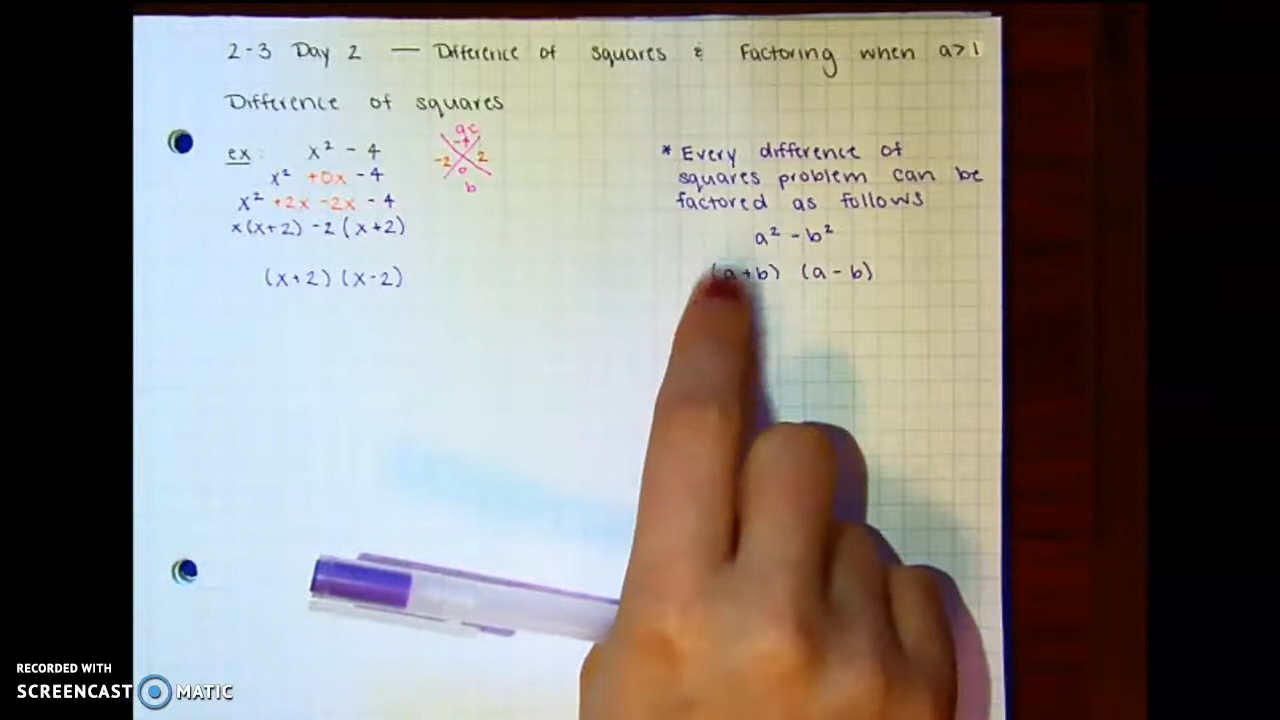 2-3 Day 2 — Difference of squares & Factoring when a>1
Difference of squares
ex: x² - 4
x² +0x -4
x² +2x -2x -4
x(x+2) -2(x+2)
(x+2)(x-2)
ac
-4
-2 2
0
b
* Every difference of
squares problem can be
factored as follows
a² - b²
(a+b) (a-b)
RECORDED WITH
SCREENCAST MATIC